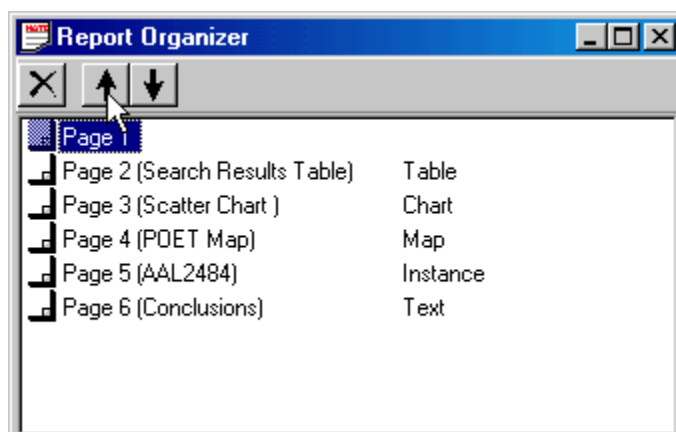 Report Organizer
Page 1
Page 2 (Search Results Table) Table
Page 3 (Scatter Chart ) Chart
Page 4 (POET Map) Map
Page 5 (AAL2484) Instance
Page 6 (Conclusions) Text